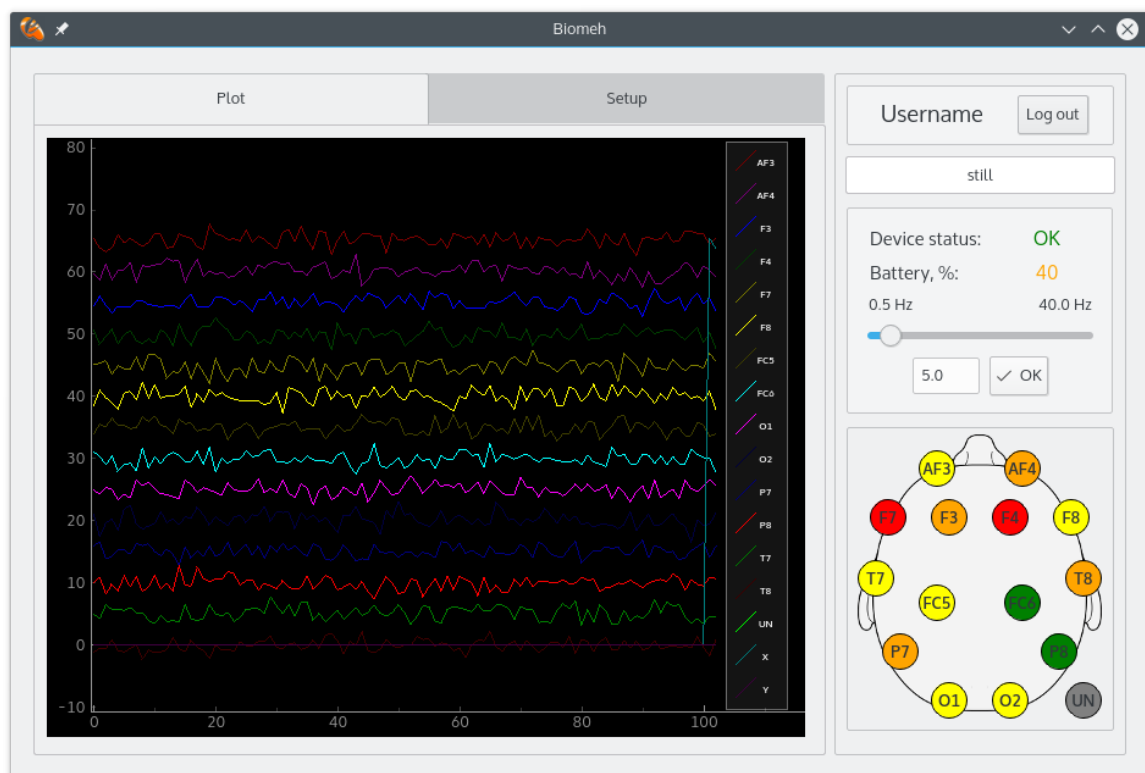 Biomeh
Plot
Setup
80
70
60
50
40
30
20
10
0
-10
0
20
40
60
80
100
AF3
AF4
F3
F4
F7
F8
FC5
FC6
O1
O2
P7
P8
T7
T8
UN
X
Y
Username
Log out
still
Device status: OK
Battery, %: 40
0.5 Hz 40.0 Hz
5.0 OK
AF3 AF4
F7 F3 F4 F8
T7 T8
FC5 FC6
P7 P8
O1 O2 UN